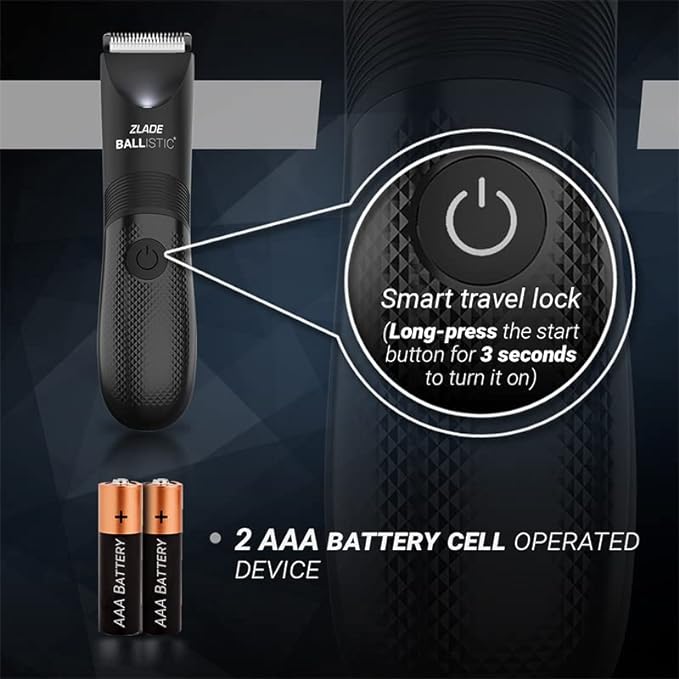 ZLADE
BALLISTIC+
Smart travel lock
(Long-press the start
button for 3 seconds
to turn it on)
+ +
AAA BATTERY AAA BATTERY
• 2 AAA BATTERY CELL OPERATED
DEVICE